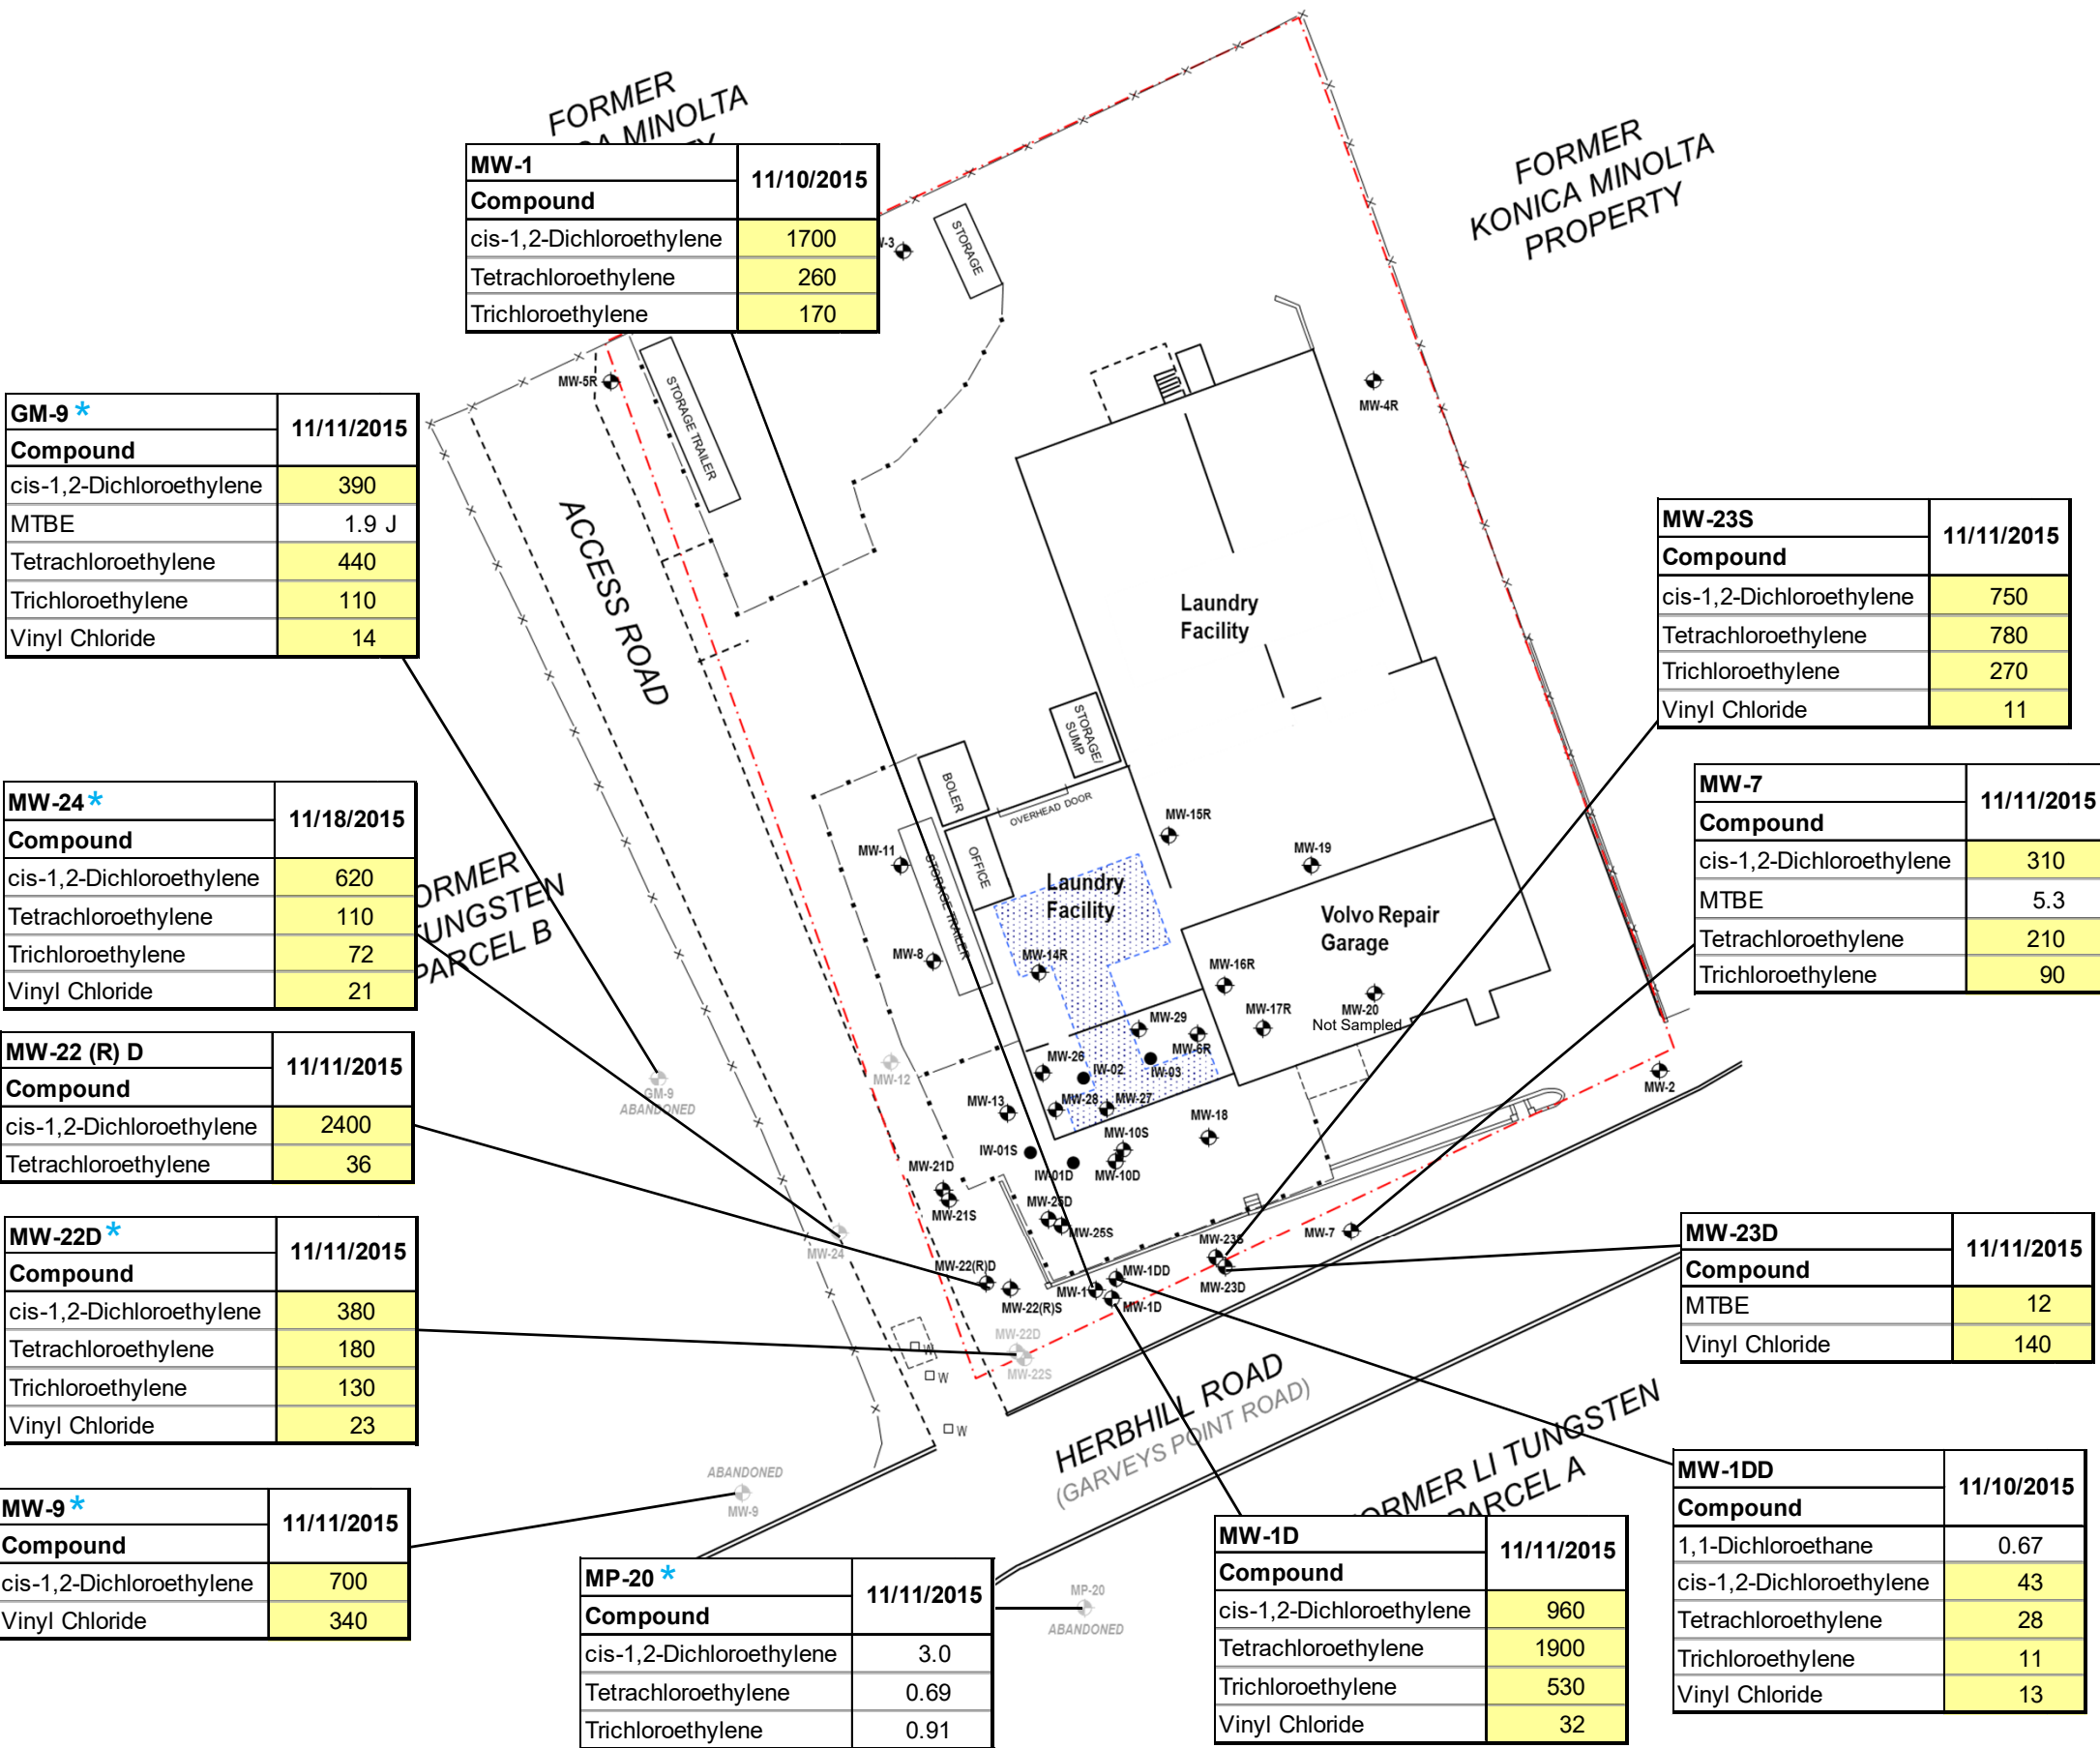 FORMER
A MINOLTA
FORMER
KONICA MINOLTA
PROPERTY
MW-1
11/10/2015
Compound
cis-1,2-Dichloroethylene 1700
Tetrachloroethylene 260
Trichloroethylene 170
-3
STORAGE
MW-5R
STORAGE TRAILER
MW-4R
GM-9 *
11/11/2015
Compound
cis-1,2-Dichloroethylene 390
MTBE 1.9 J
Tetrachloroethylene 440
Trichloroethylene 110
Vinyl Chloride 14
ACCESS ROAD
Laundry
Facility
MW-23S
11/11/2015
Compound
cis-1,2-Dichloroethylene 750
Tetrachloroethylene 780
Trichloroethylene 270
Vinyl Chloride 11
STORAGE/
SUMP
BOLER
OVERHEAD DOOR
OFFICE
STORAGE TRAILER
MW-24 *
11/18/2015
Compound
cis-1,2-Dichloroethylene 620
Tetrachloroethylene 110
Trichloroethylene 72
Vinyl Chloride 21
ORMER
TUNGSTEN
PARCEL B
MW-7
11/11/2015
Compound
cis-1,2-Dichloroethylene 310
MTBE 5.3
Tetrachloroethylene 210
Trichloroethylene 90
MW-15R
MW-19
MW-11
Laundry
Facility
Volvo Repair
Garage
MW-8
MW-14R
MW-16R
MW-17R
MW-20
Not Sampled
MW-29
MW-6R
MW-26
IW-02
IW-03
MW-12
GM-9
ABANDONED
MW-2
MW-13
MW-28
MW-27
MW-18
MW-10S
IW-01S
IW-01D
MW-10D
MW-21D
MW-21S
MW-25D
MW-25S
MW-22 (R) D
11/11/2015
Compound
cis-1,2-Dichloroethylene 2400
Tetrachloroethylene 36
MW-24
MW-23S
MW-7
MW-23D
MW-22(R)D
MW-22(R)S
MW-1
MW-1DD
MW-1D
MW-22D
MW-22S
W
W
W
MW-22D *
11/11/2015
Compound
cis-1,2-Dichloroethylene 380
Tetrachloroethylene 180
Trichloroethylene 130
Vinyl Chloride 23
MW-23D
11/11/2015
Compound
MTBE 12
Vinyl Chloride 140
HERBHILL ROAD
(GARVEYS POINT ROAD)
ORMER LI TUNGSTEN
PARCEL A
ABANDONED
MW-9
MW-9 *
11/11/2015
Compound
cis-1,2-Dichloroethylene 700
Vinyl Chloride 340
MP-20 *
11/11/2015
Compound
cis-1,2-Dichloroethylene 3.0
Tetrachloroethylene 0.69
Trichloroethylene 0.91
MP-20
ABANDONED
MW-1D
11/11/2015
Compound
cis-1,2-Dichloroethylene 960
Tetrachloroethylene 1900
Trichloroethylene 530
Vinyl Chloride 32
MW-1DD
11/10/2015
Compound
1,1-Dichloroethane 0.67
cis-1,2-Dichloroethylene 43
Tetrachloroethylene 28
Trichloroethylene 11
Vinyl Chloride 13